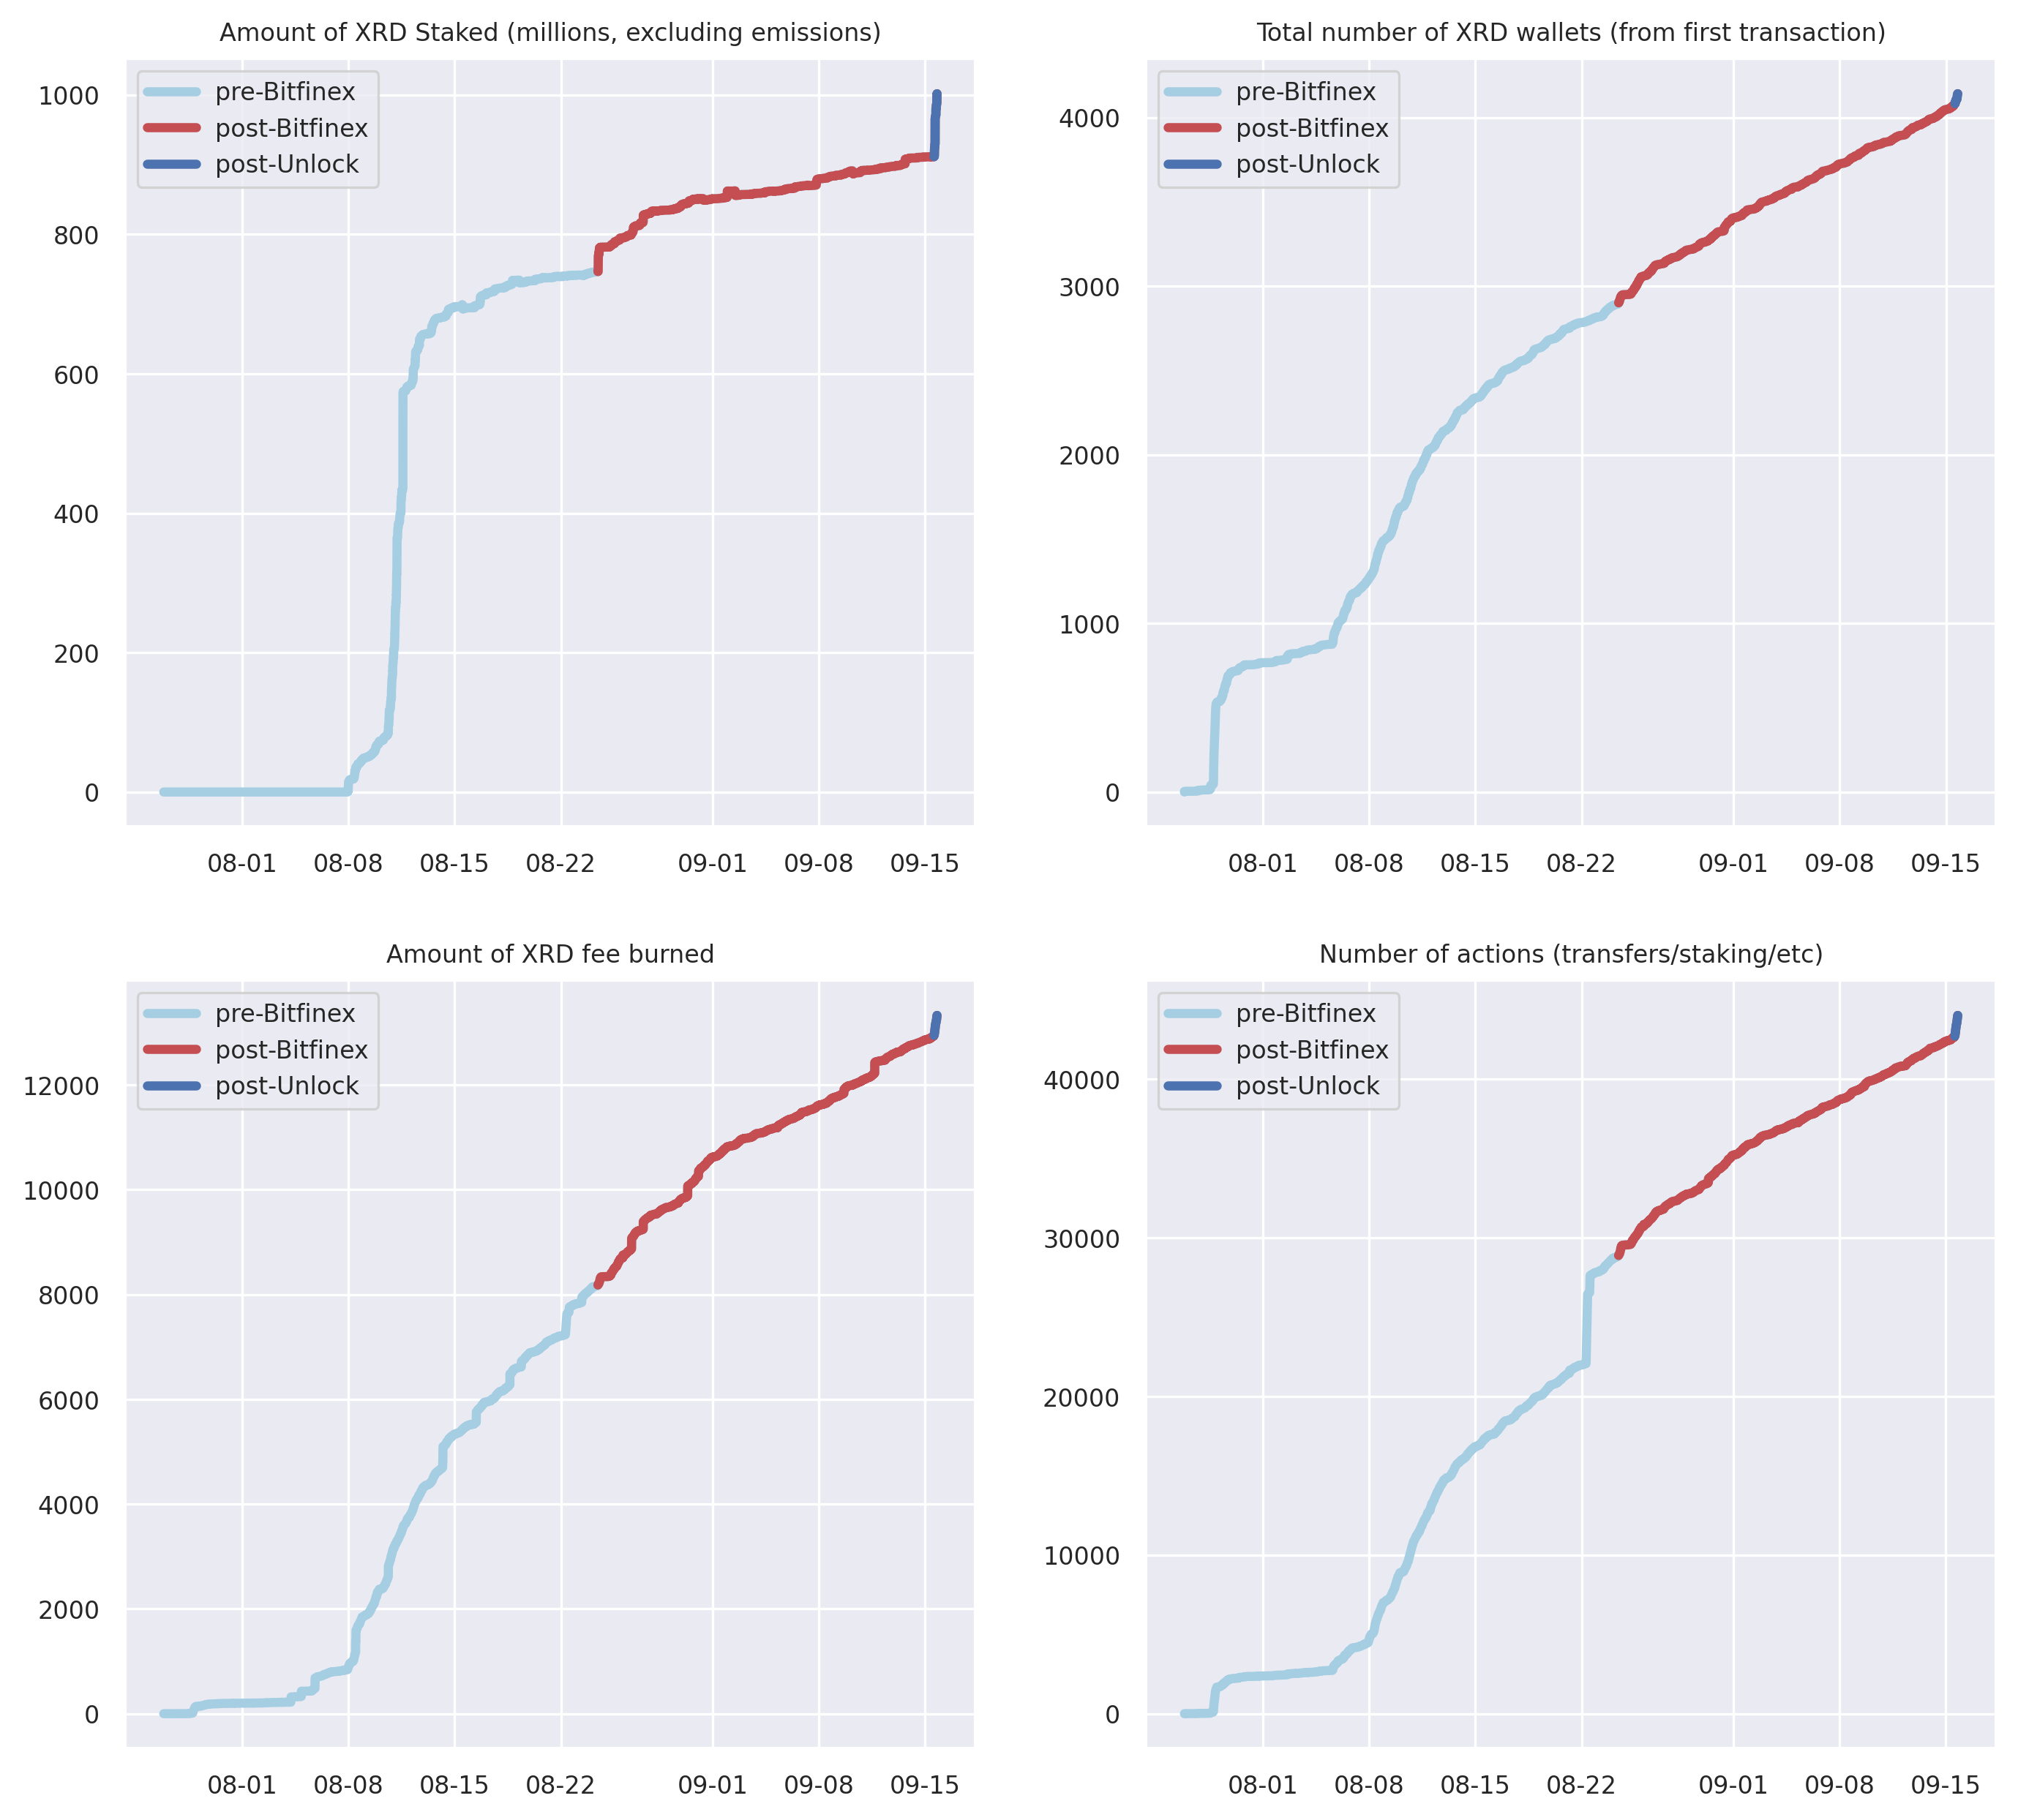 Amount of XRD Staked (millions, excluding emissions)
pre-Bitfinex
post-Bitfinex
post-Unlock
1000
800
600
400
200
0
08-01 08-08 08-15 08-22 09-01 09-08 09-15
Total number of XRD wallets (from first transaction)
pre-Bitfinex
post-Bitfinex
post-Unlock
4000
3000
2000
1000
0
08-01 08-08 08-15 08-22 09-01 09-08 09-15
Amount of XRD fee burned
pre-Bitfinex
post-Bitfinex
post-Unlock
12000
10000
8000
6000
4000
2000
0
08-01 08-08 08-15 08-22 09-01 09-08 09-15
Number of actions (transfers/staking/etc)
pre-Bitfinex
post-Bitfinex
post-Unlock
40000
30000
20000
10000
0
08-01 08-08 08-15 08-22 09-01 09-08 09-15